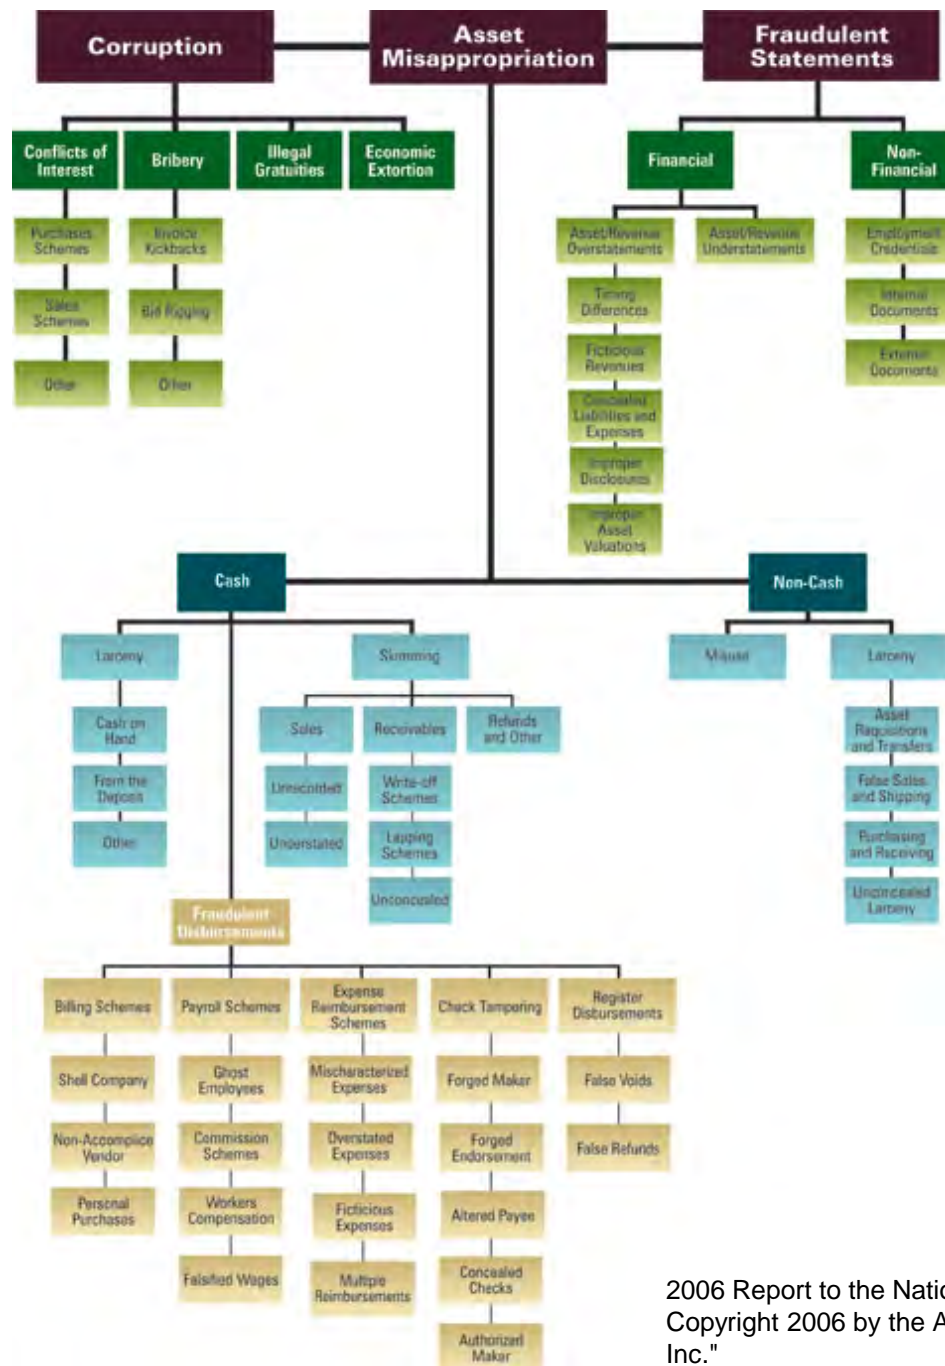 Corruption
Asset
Misappropriation
Fraudulent
Statements
Conflicts of
Interest
Bribery
Illegal
Gratuities
Economic
Extortion
Financial
Non-
Financial
Purchases
Schemes
Invoice
Kickbacks
Asset/Revenue
Overstatements
Asset/Revenue
Understatements
Employment
Credentials
Sales
Schemes
Bid Rigging
Timing
Differences
Internal
Documents
Other
Other
Ficticious
Revenues
External
Documents
Concealed
Liabilities and
Expenses
Improper
Disclosures
Improper
Asset
Valuations
Cash
Non-Cash
Larceny
Skimming
Misuse
Larceny
Cash on
Hand
Sales
Receivables
Refunds
and Other
Asset
Requisitions
and Transfers
From the
Deposit
Unrecorded
Write-off
Schemes
False Sales
and Shipping
Other
Understated
Lapping
Schemes
Purchasing
and Receiving
Unconcealed
Unconcealed
Larceny
Fraudulent
Disbursements
Billing Schemes
Payroll Schemes
Expense
Reimbursement
Schemes
Check Tampering
Register
Disbursements
Shell Company
Ghost
Employees
Mischaracterized
Expenses
Forged Maker
False Voids
Non-Accomplice
Vendor
Commission
Schemes
Overstated
Expenses
Forged
Endorsement
False Refunds
Personal
Purchases
Workers
Compensation
Ficticious
Expenses
Altered Payee
Falsified Wages
Multiple
Reimbursements
Concealed
Checks
Authorized
Maker
2006 Report to the Natio
Copyright 2006 by the A
Inc."